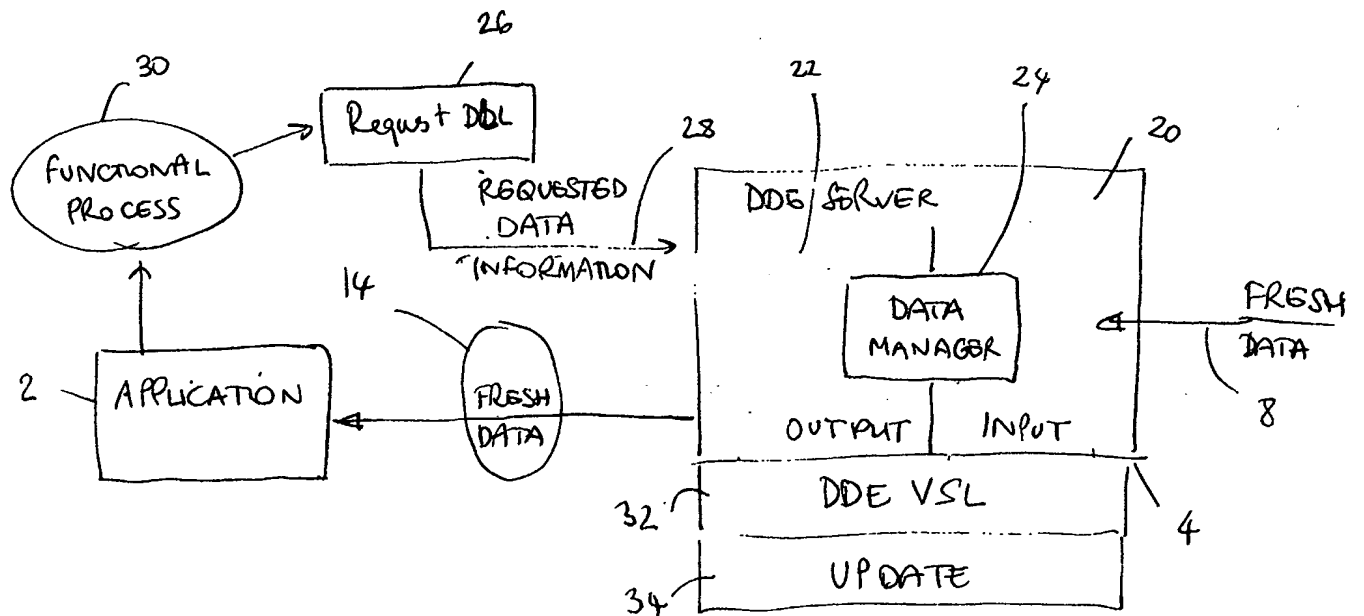 26
30
22
24
Requst DDL
28
20
FUNCTIONAL
PROCESS
REQUESTED
DATA
INFORMATION
DDE SERVER
14
DATA
MANAGER
FRESH
DATA
2
APPLICATION
FRESH
DATA
8
OUTPUT
INPUT
32
DDE VSL
4
34
UPDATE